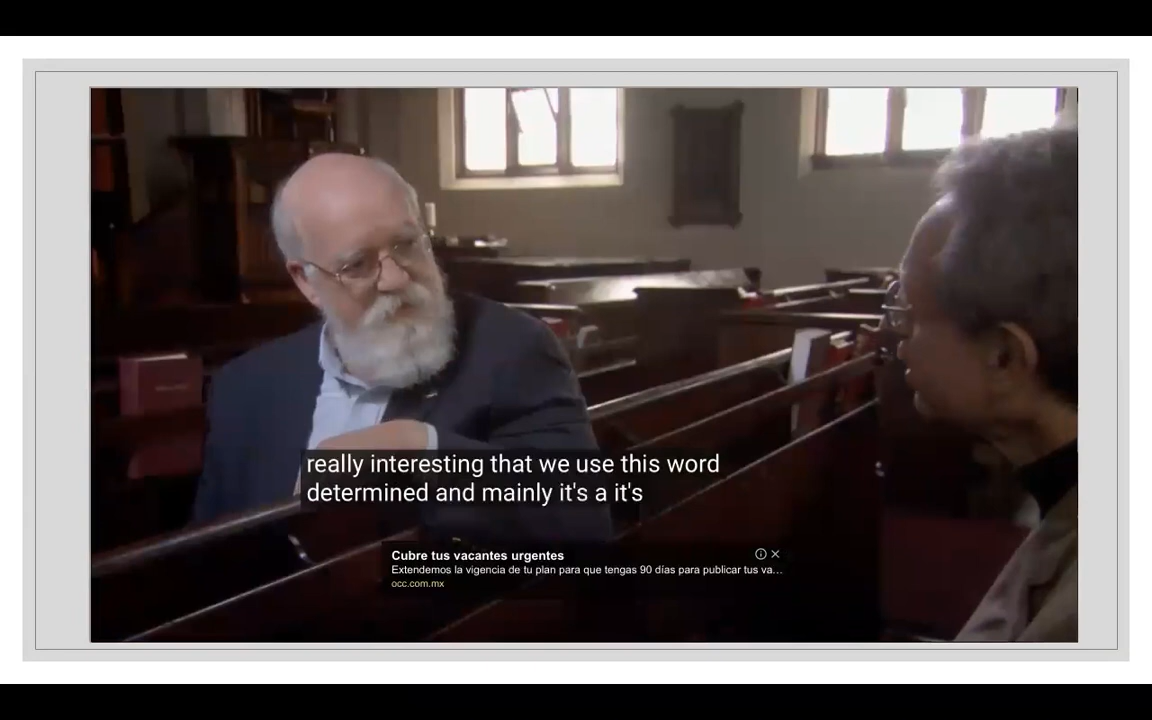 really interesting that we use this word
determined and mainly it's a it's
Cubre tus vacantes urgentes
Extendemos la vigencia de tu plan para que tengas 90 días para publicar tus va...
occ.com.mx